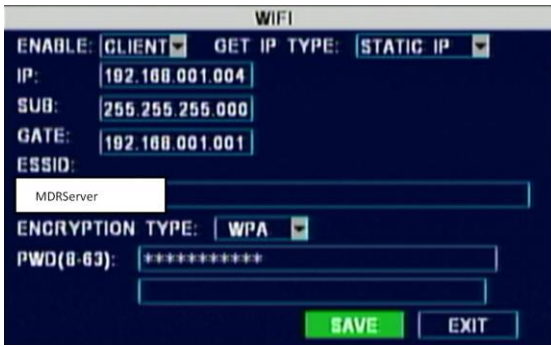 WIFI
ENABLE: CLIENT GET IP TYPE: STATIC IP
IP: 192.168.001.004
SUB: 255.255.255.000
GATE: 192.168.001.001
ESSID:
MDRServer
ENCRYPTION TYPE: WPA
PWD(8-63): ***********
SAVE EXIT